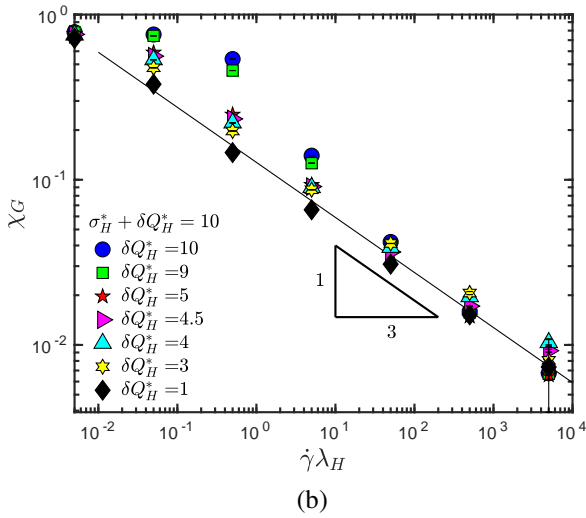 10^0
10^{-1}
10^{-2}
χ_G
σ*_H + δQ*_H = 10
δQ*_H =10
δQ*_H =9
δQ*_H =5
δQ*_H =4.5
δQ*_H =4
δQ*_H =3
δQ*_H =1
1
3
10^{-2} 10^{-1} 10^0 10^1 10^2 10^3 10^4
γ̇λ_H
(b)